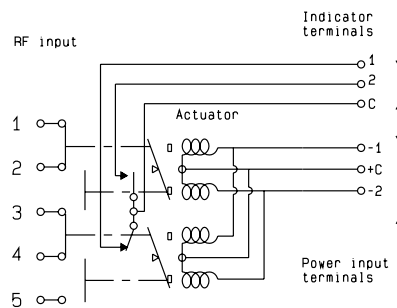 Indicator
terminals
RF input
1
2
C
Actuator
1
2
3
4
5
-1
+C
-2
Power input
terminals